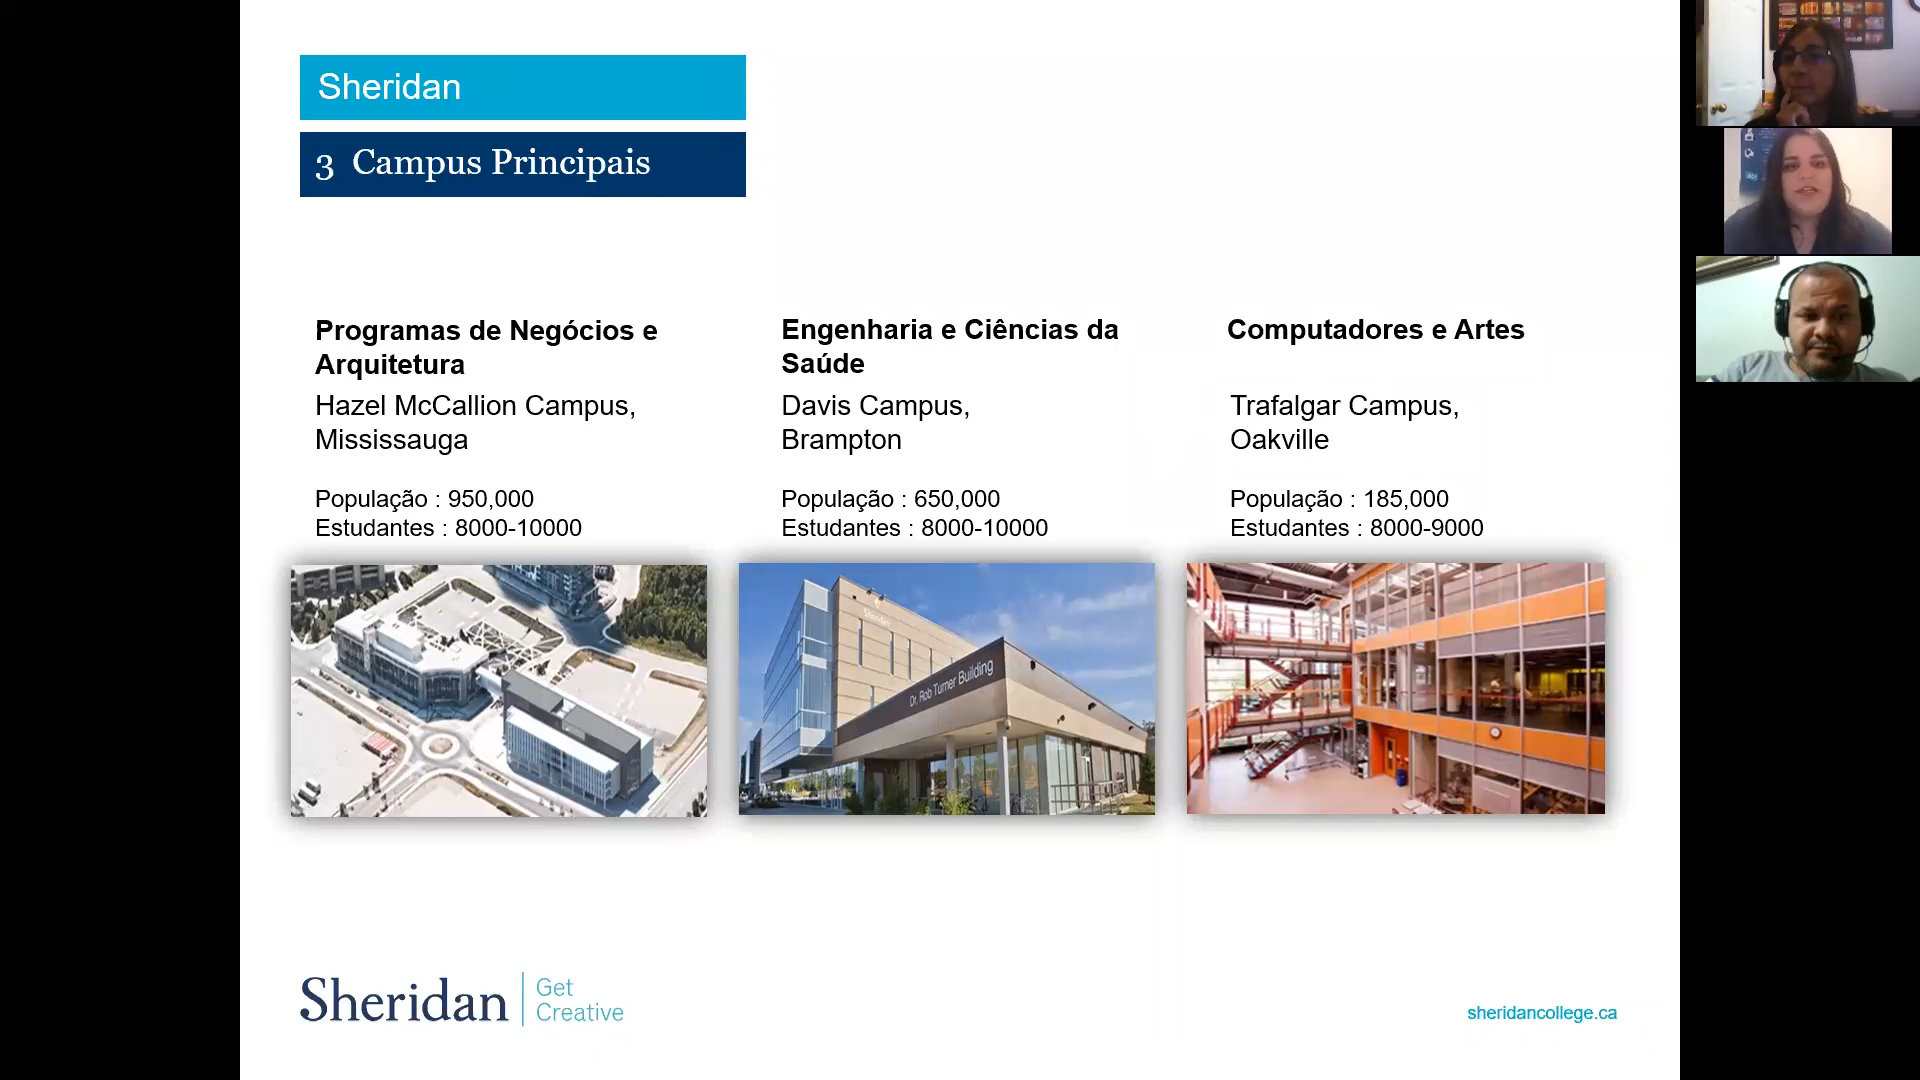 Sheridan
3 Campus Principais
Programas de Negócios e
Arquitetura
Hazel McCallion Campus,
Mississauga
População : 950,000
Estudantes : 8000-10000
Engenharia e Ciências da
Saúde
Davis Campus,
Brampton
População : 650,000
Estudantes : 8000-10000
Computadores e Artes
Trafalgar Campus,
Oakville
População : 185,000
Estudantes : 8000-9000
Sheridan
Dr. Rob Turner Building
Sheridan
Get
Creative
sheridancollege.ca